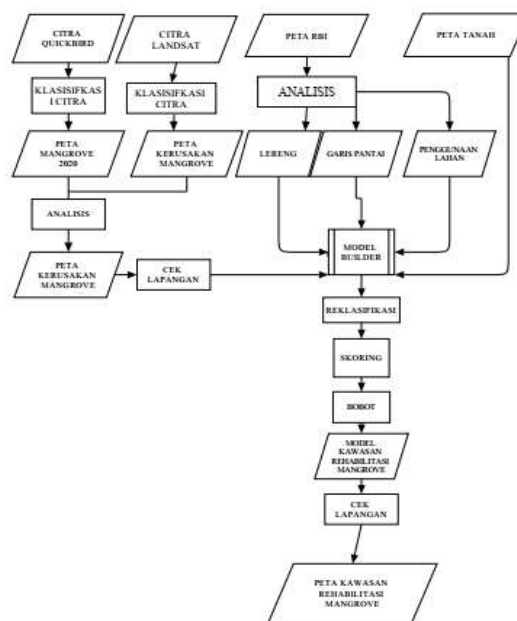 CITRA
QUICKBIRD
CITRA
LANDSAT
PETA RBI
PETA TANAH
KLASISIFKAS
I CITRA
KLASISIFKASI
CITRA
ANALISIS
PETA
MANGROVE
2020
PETA
KERUSAKAN
MANGROVE
LERENG
GARIS PANTAI
PENGGUNAAN
LAHAN
ANALISIS
MODEL
BUILDER
PETA
KERUSAKAN
MANGROVE
CEK
LAPANGAN
REKLASIFIKASI
SKORING
BOBOT
MODEL
KAWASAN
REHABILITASI
MANGROVE
CEK
LAPANGAN
PETA KAWASAN
REHABILITASI
MANGROVE